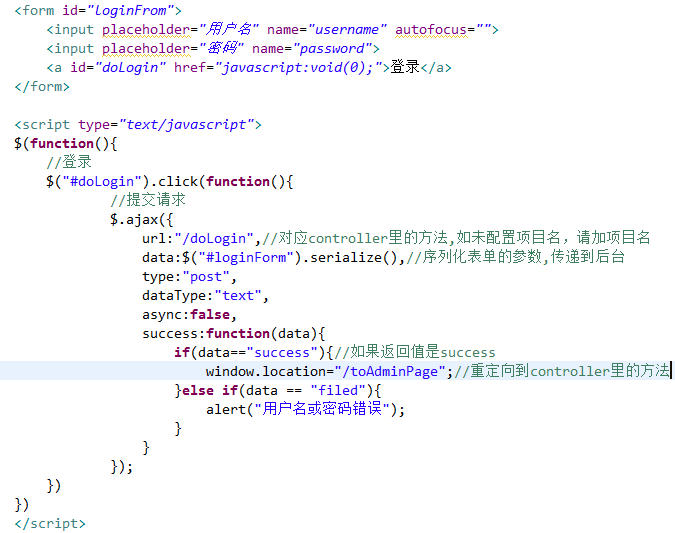 <form id="loginFrom">
    <input placeholder="用户名" name="username" autofocus="">
    <input placeholder="密码" name="password">
    <a id="doLogin" href="javascript:void(0);">登录</a>
</form>

<script type="text/javascript">
$(function(){
    //登录
    $("#doLogin").click(function(){
            //提交请求
            $.ajax({
                url:"/doLogin",//对应controller里的方法,如未配置项目名，请加项目名
                data:$("#loginForm").serialize(),//序列化表单的参数,传递到后台
                type:"post",
                dataType:"text",
                async:false,
                success:function(data){
                    if(data=="success"){//如果返回值是success
                        window.location="/toAdminPage";//重定向到controller里的方法
                    }else if(data == "filed"){
                        alert("用户名或密码错误");
                    }
                }
            });
    })
})
</script>